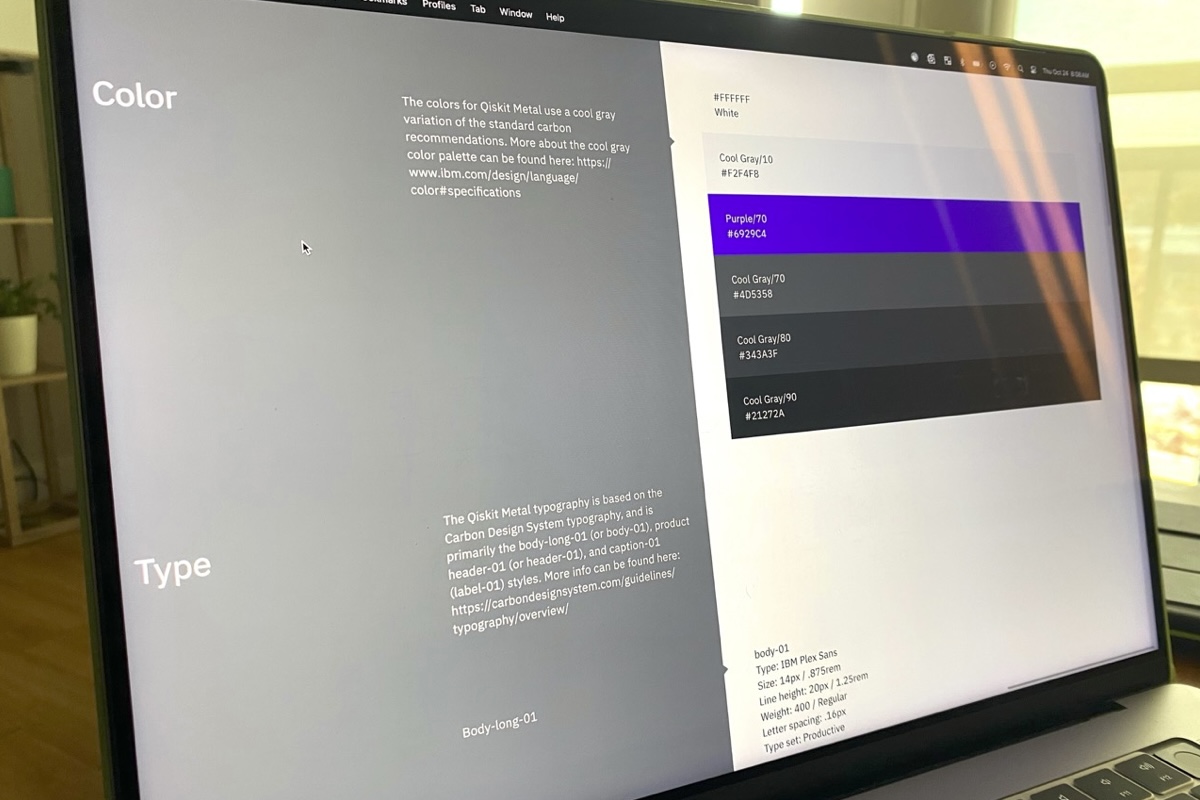 Profiles Tab Window Help
Thu Oct 24
Color
The colors for Qiskit Metal use a cool gray
variation of the standard carbon
recommendations. More about the cool gray
color palette can be found here: https://
www.ibm.com/design/language/
color#specifications
#FFFFFF
White
Cool Gray/10
#F2F4F8
Purple/70
#6929C4
Cool Gray/70
#4D5358
Cool Gray/80
#343A3F
Cool Gray/90
#21272A
Type
The Qiskit Metal typography is based on the
Carbon Design System typography, and is
primarily the body-long-01 (or body-01), product
header-01 (or header-01), and caption-01
(label-01) styles. More info can be found here:
https://carbondesignsystem.com/guidelines/
typography/overview/
Body-long-01
body-01
Type: IBM Plex Sans
Size: 14px / .875rem
Line height: 20px / 1.25rem
Weight: 400 / Regular
Letter spacing: .16px
Type set: Productive